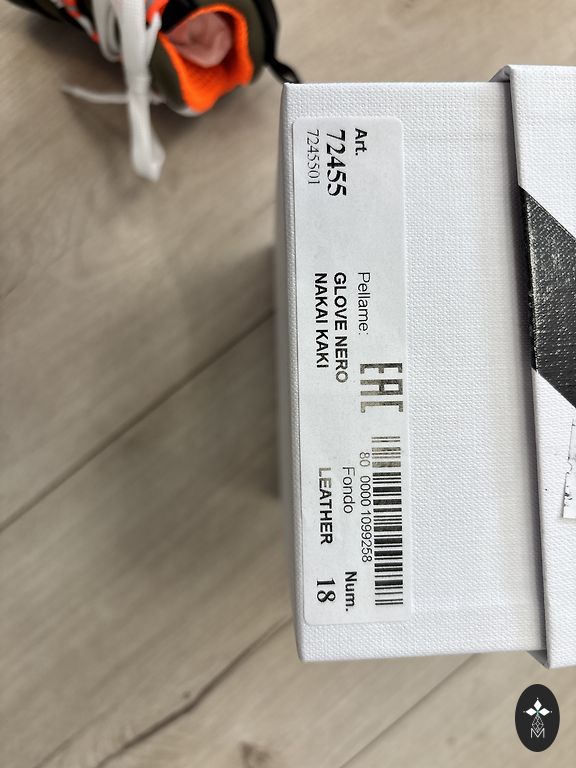 Art.
72455
7245501
Pellame:
GLOVE NERO
NAKAI KAKI
EAC
80 0000 1099258
Fondo
LEATHER
Num.
18
M